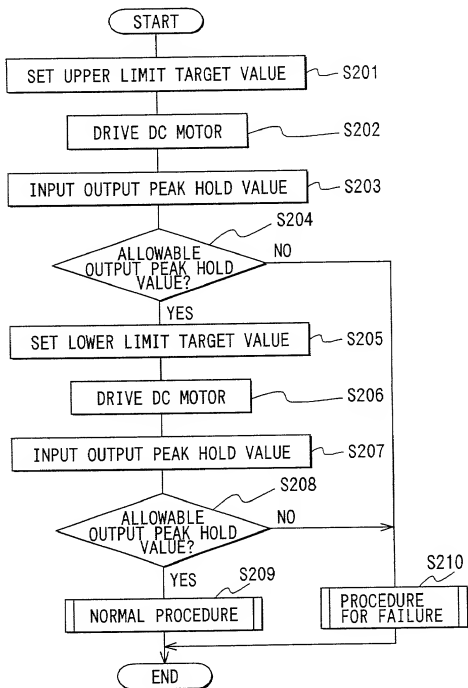 START
SET UPPER LIMIT TARGET VALUE
S201
DRIVE DC MOTOR
S202
INPUT OUTPUT PEAK HOLD VALUE
S203
S204
ALLOWABLE
OUTPUT PEAK HOLD
VALUE?
NO
YES
SET LOWER LIMIT TARGET VALUE
S205
DRIVE DC MOTOR
S206
INPUT OUTPUT PEAK HOLD VALUE
S207
S208
ALLOWABLE
OUTPUT PEAK HOLD
VALUE?
NO
YES
S209
S210
NORMAL PROCEDURE
PROCEDURE
FOR FAILURE
END